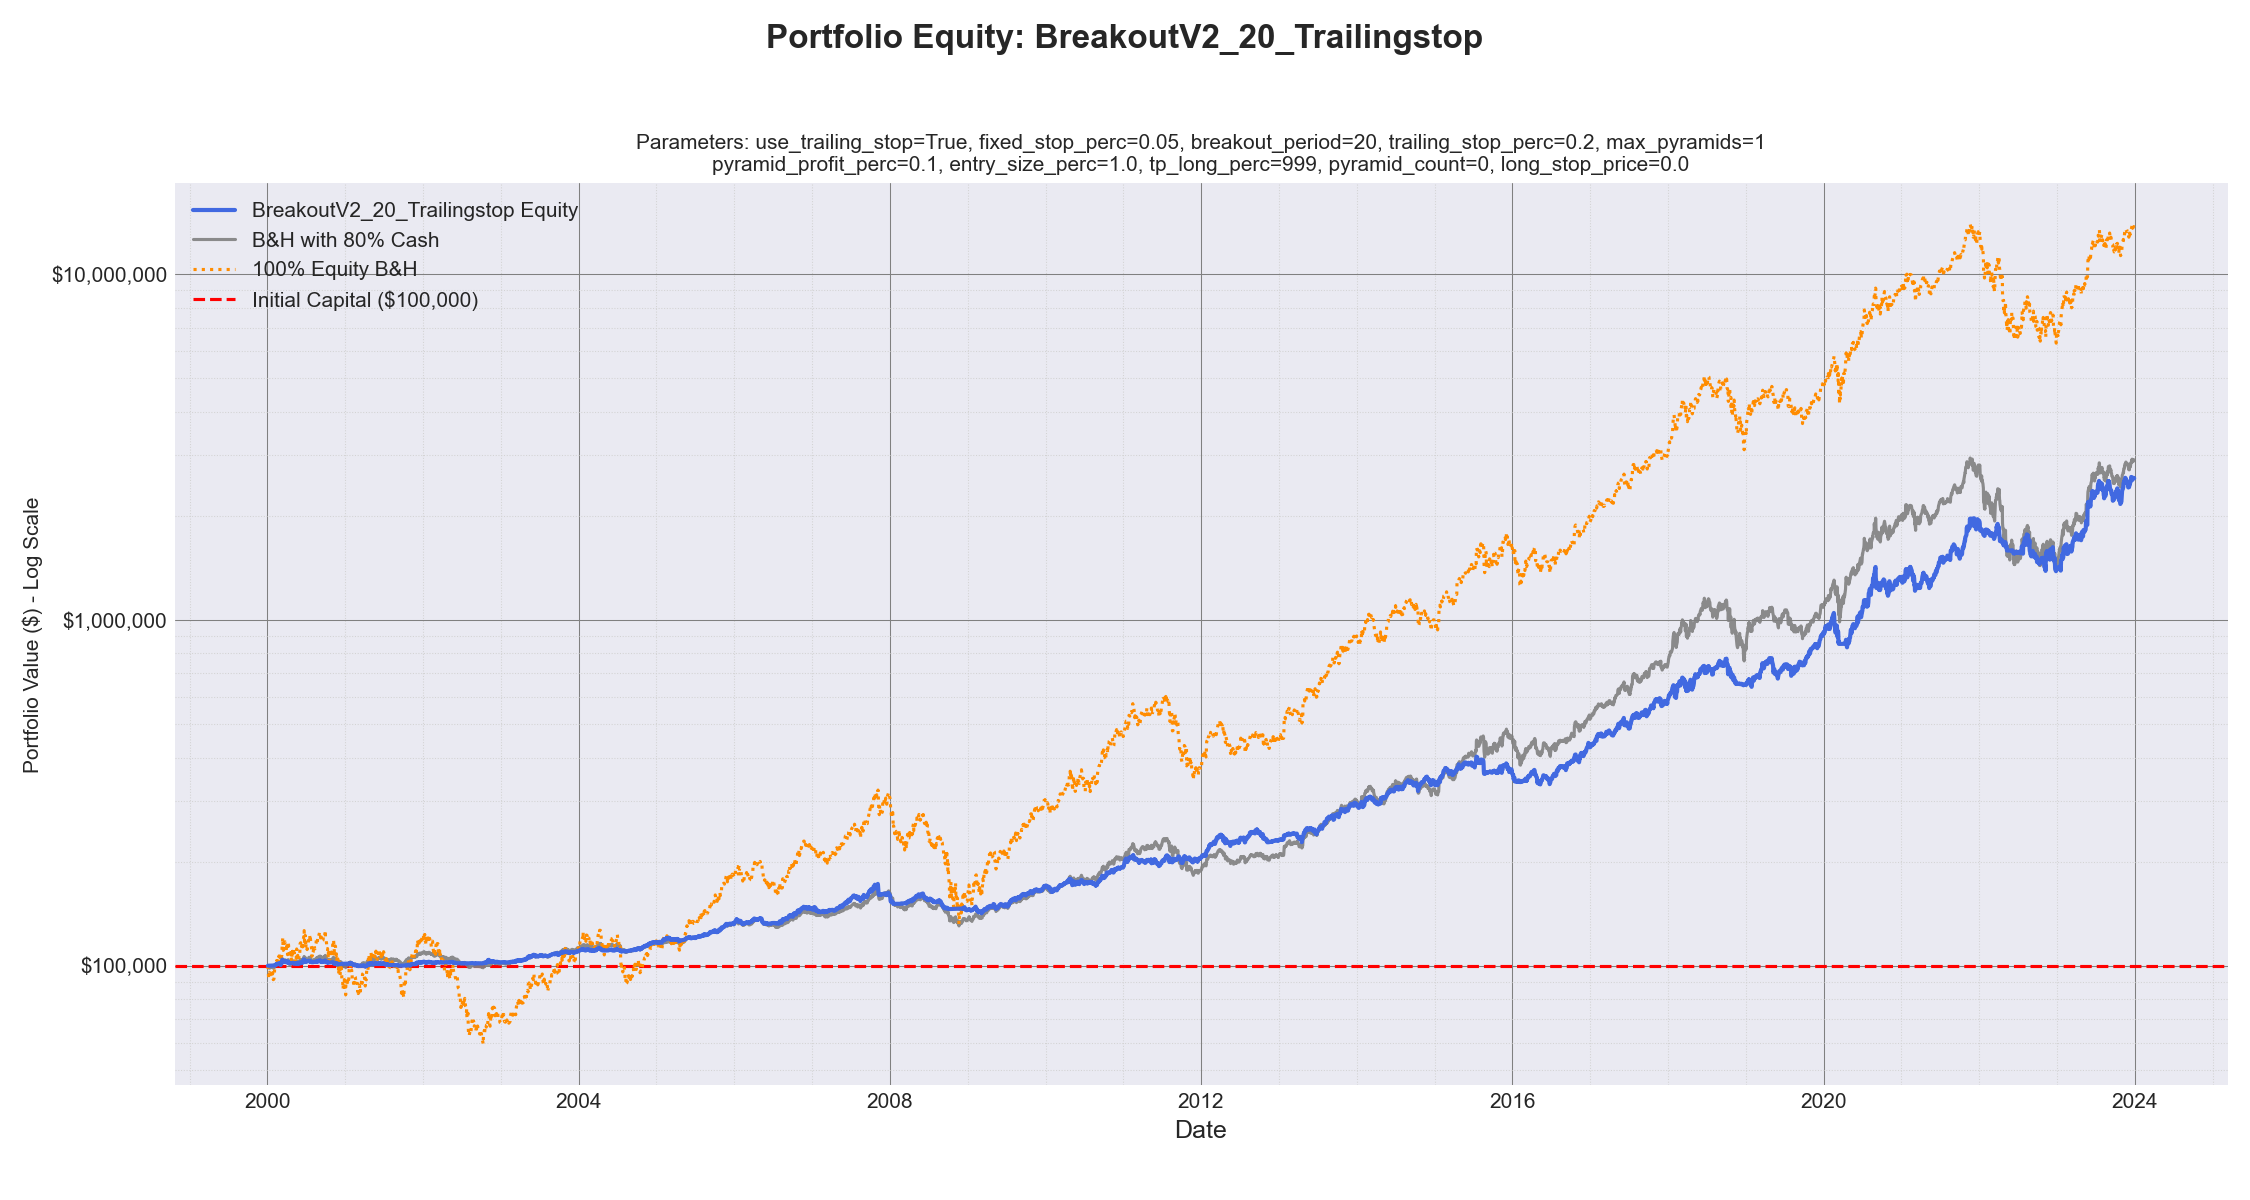 Portfolio Equity: BreakoutV2_20_Trailingstop
Parameters: use_trailing_stop=True, fixed_stop_perc=0.05, breakout_period=20, trailing_stop_perc=0.2, max_pyramids=1
pyramid_profit_perc=0.1, entry_size_perc=1.0, tp_long_perc=999, pyramid_count=0, long_stop_price=0.0
BreakoutV2_20_Trailingstop Equity
B&H with 80% Cash
100% Equity B&H
Initial Capital ($100,000)
Portfolio Value ($) - Log Scale
$10,000,000
$1,000,000
$100,000
2000
2004
2008
2012
2016
2020
2024
Date